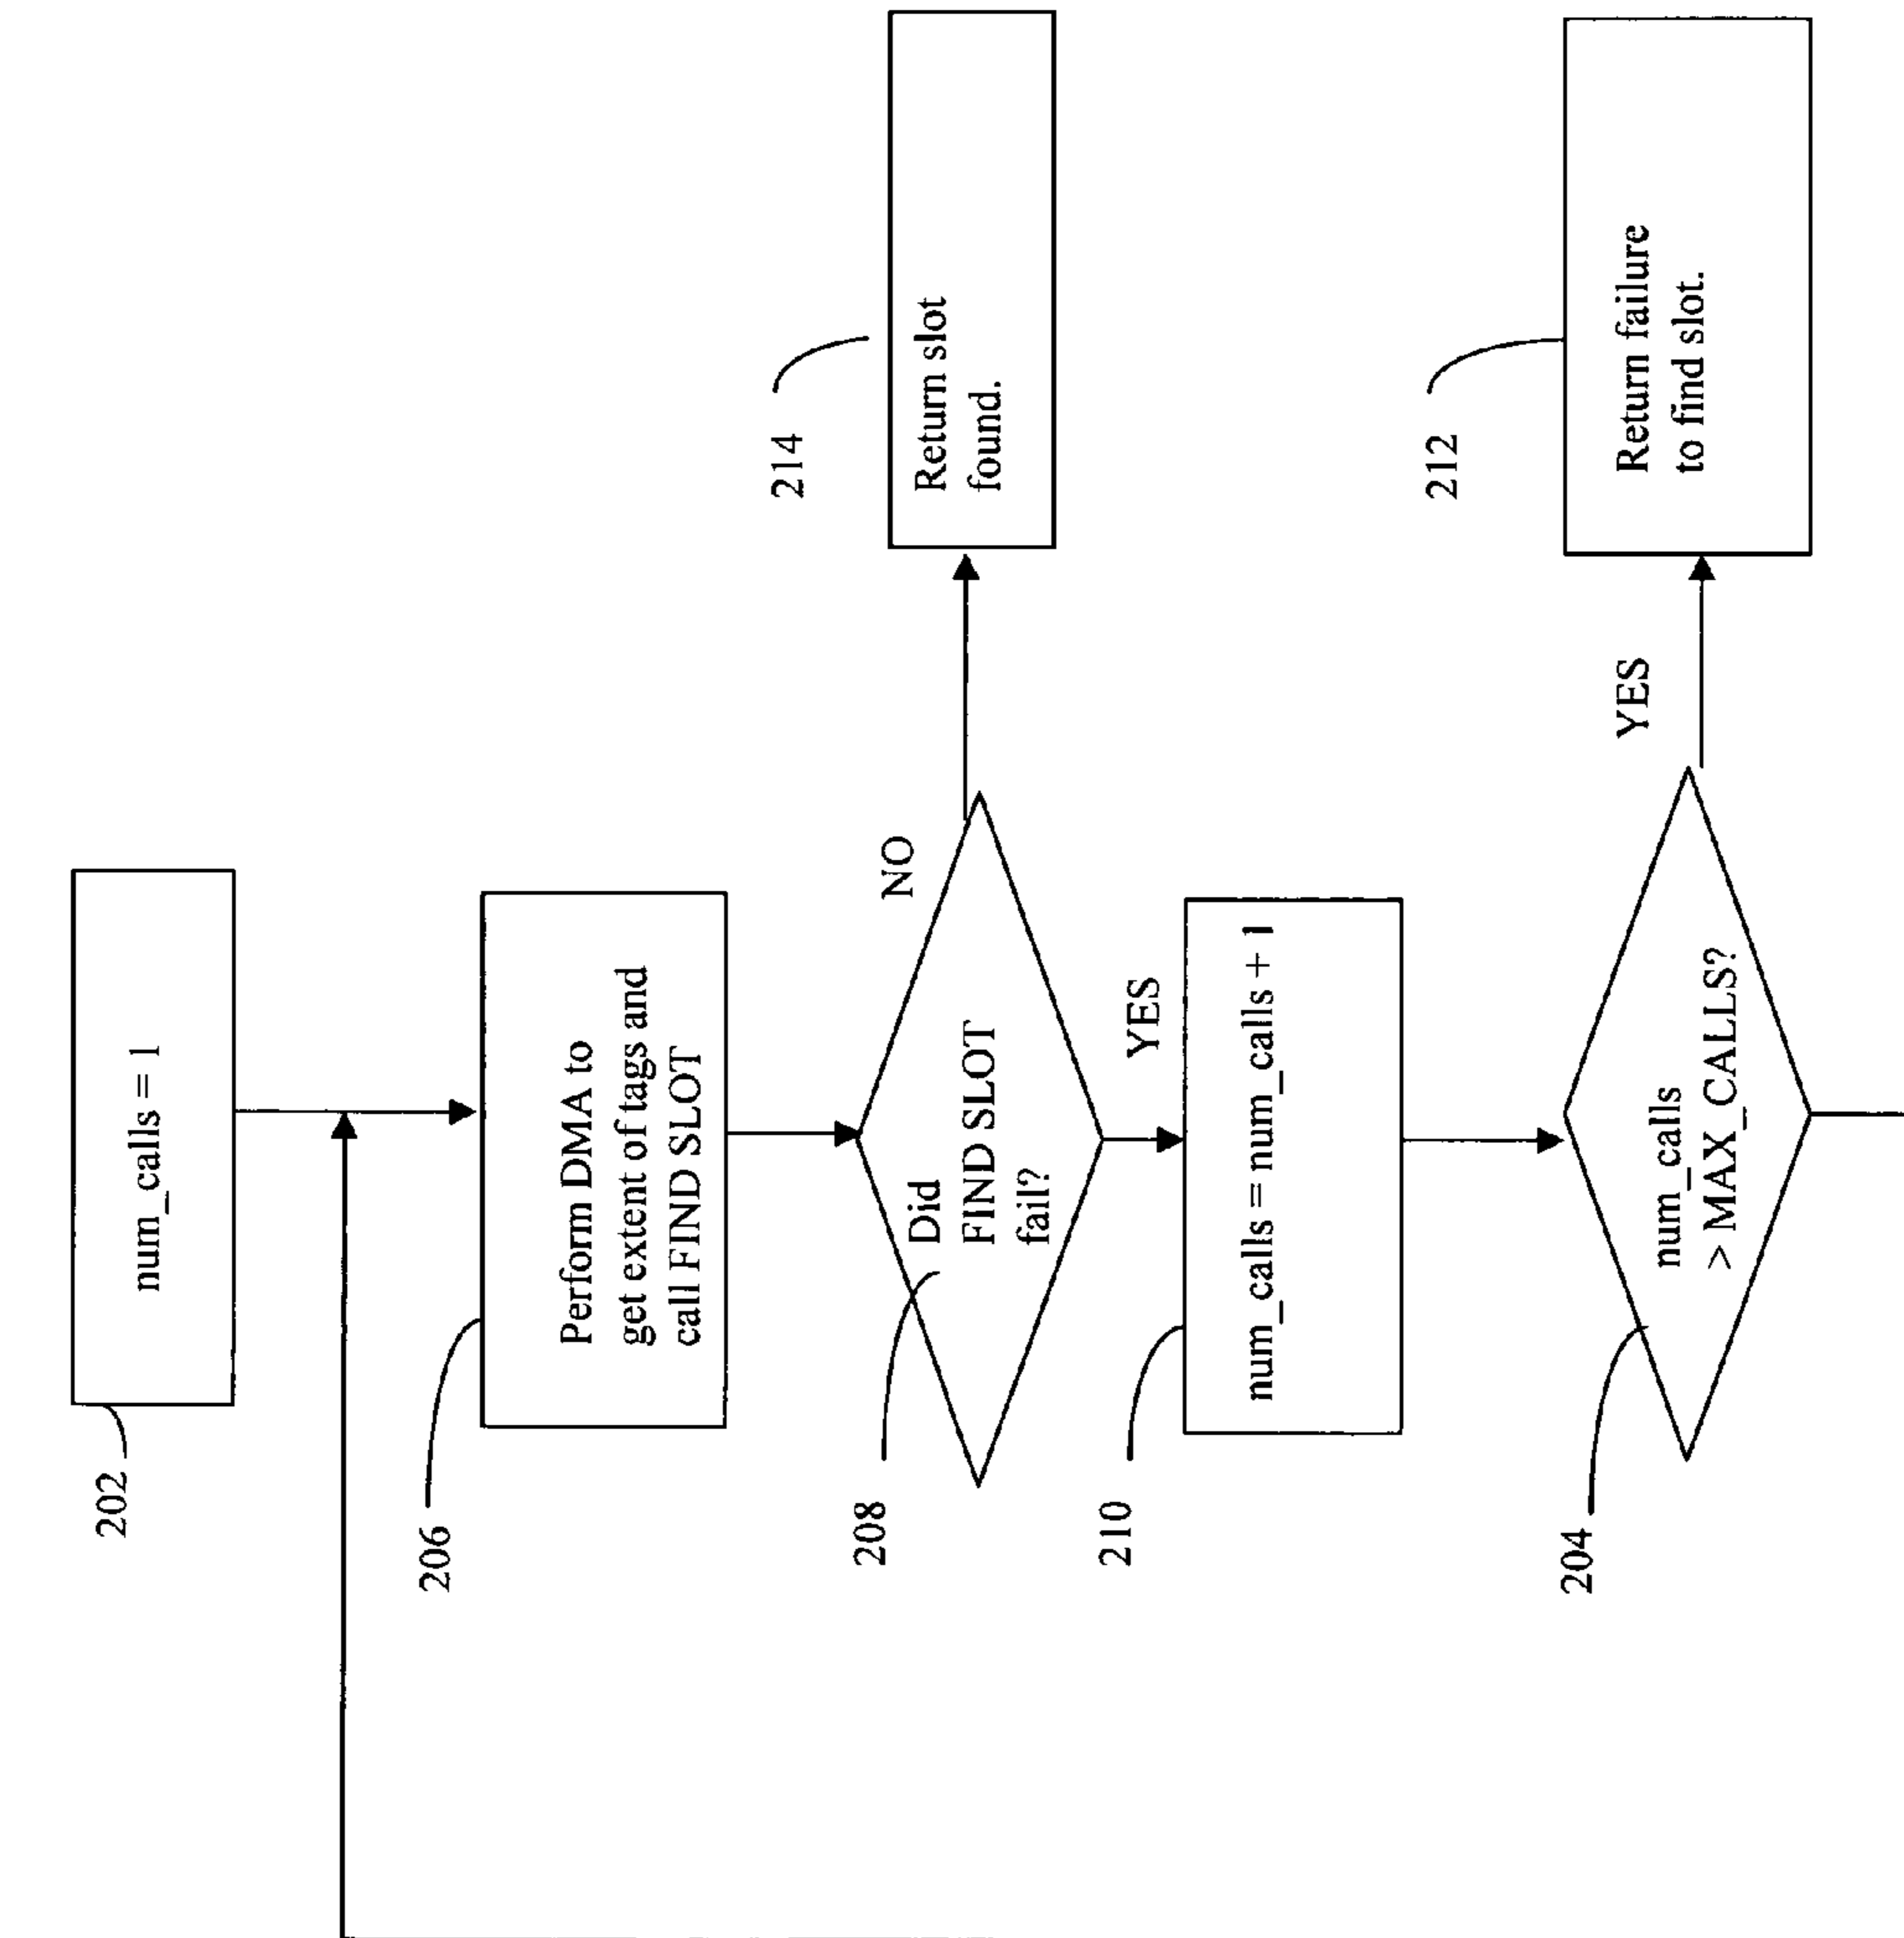 202
num_calls = 1
206
Perform DMA to
get extent of tags and
call FIND SLOT
208
Did
FIND SLOT
fail?
NO
214
Return slot
found.
YES
210
num_calls = num_calls + 1
204
num_calls
> MAX_CALLS?
YES
212
Return failure
to find slot.